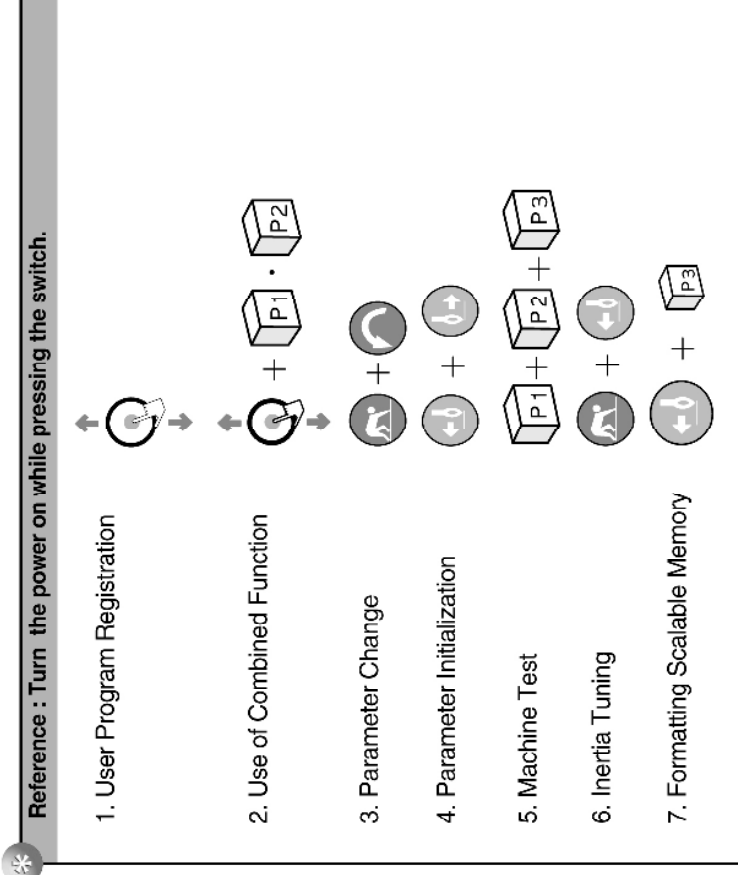 *
Reference : Turn the power on while pressing the switch.
1. User Program Registration
2. Use of Combined Function + P1 · P2
3. Parameter Change +
4. Parameter Initialization +
5. Machine Test P1 + P2 + P3
6. Inertia Tuning +
7. Formatting Scalable Memory + P3